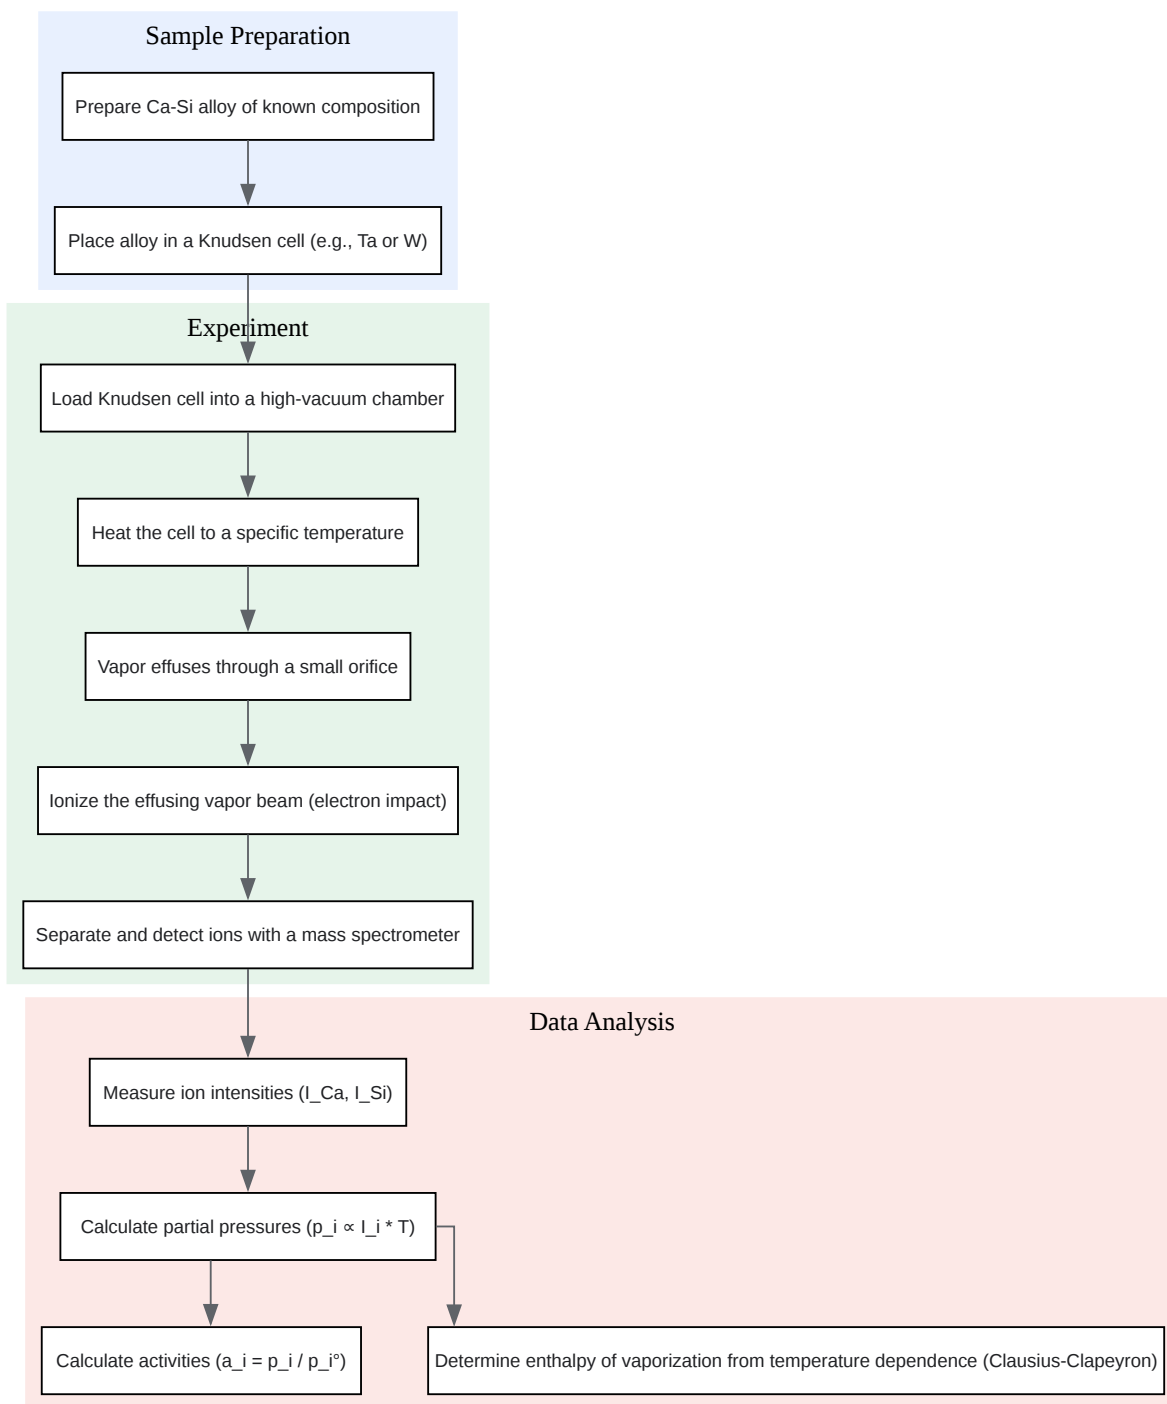 Sample Preparation
Prepare Ca-Si alloy of known composition
Place alloy in a Knudsen cell (e.g., Ta or W)
Experiment
Load Knudsen cell into a high-vacuum chamber
Heat the cell to a specific temperature
Vapor effuses through a small orifice
Ionize the effusing vapor beam (electron impact)
Separate and detect ions with a mass spectrometer
Data Analysis
Measure ion intensities (I_Ca, I_Si)
Calculate partial pressures (p_i ∝ I_i * T)
Calculate activities (a_i = p_i / p_i°)
Determine enthalpy of vaporization from temperature dependence (Clausius-Clapeyron)